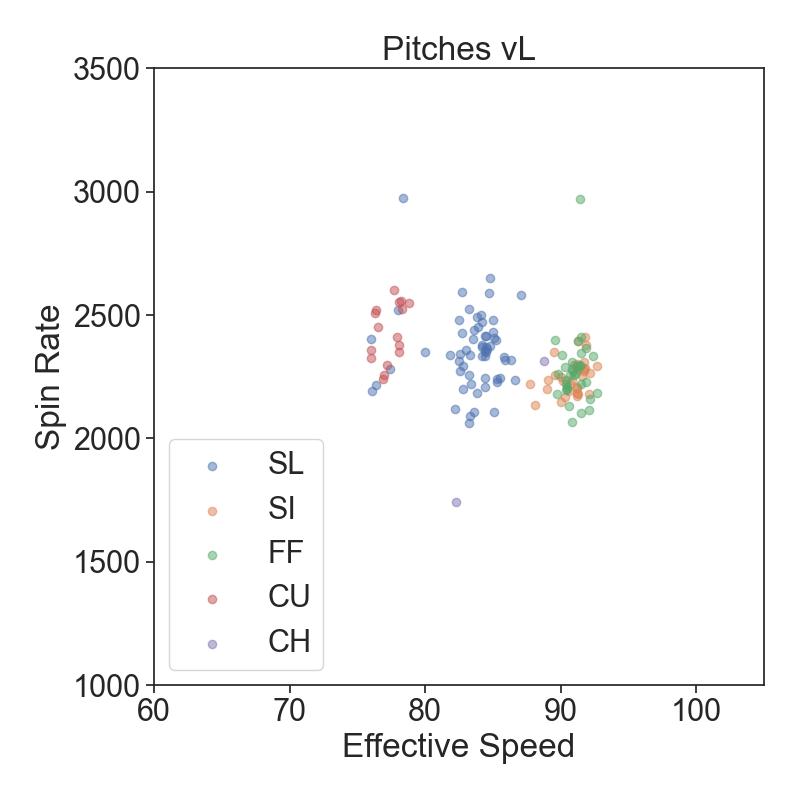 Pitches vL
3500
3000
2500
2000
1500
1000
Spin Rate
SL
SI
FF
CU
CH
60 70 80 90 100
Effective Speed